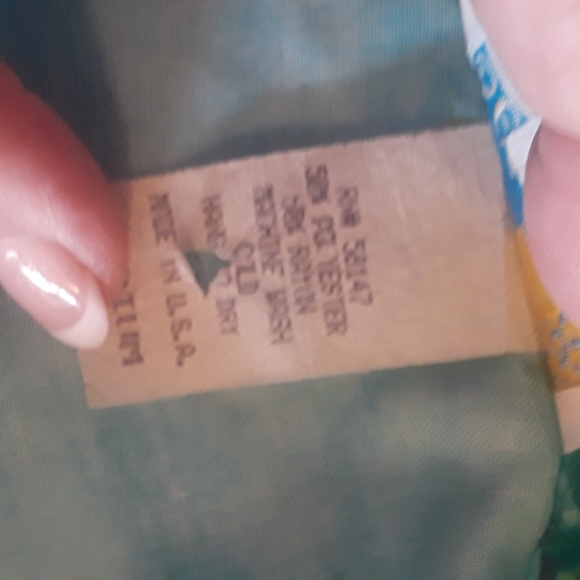 RN# 58147
50% POLYESTER
50% RAYON
MACHINE WASH
COLD
HANG DRY
MADE IN U.S.A.